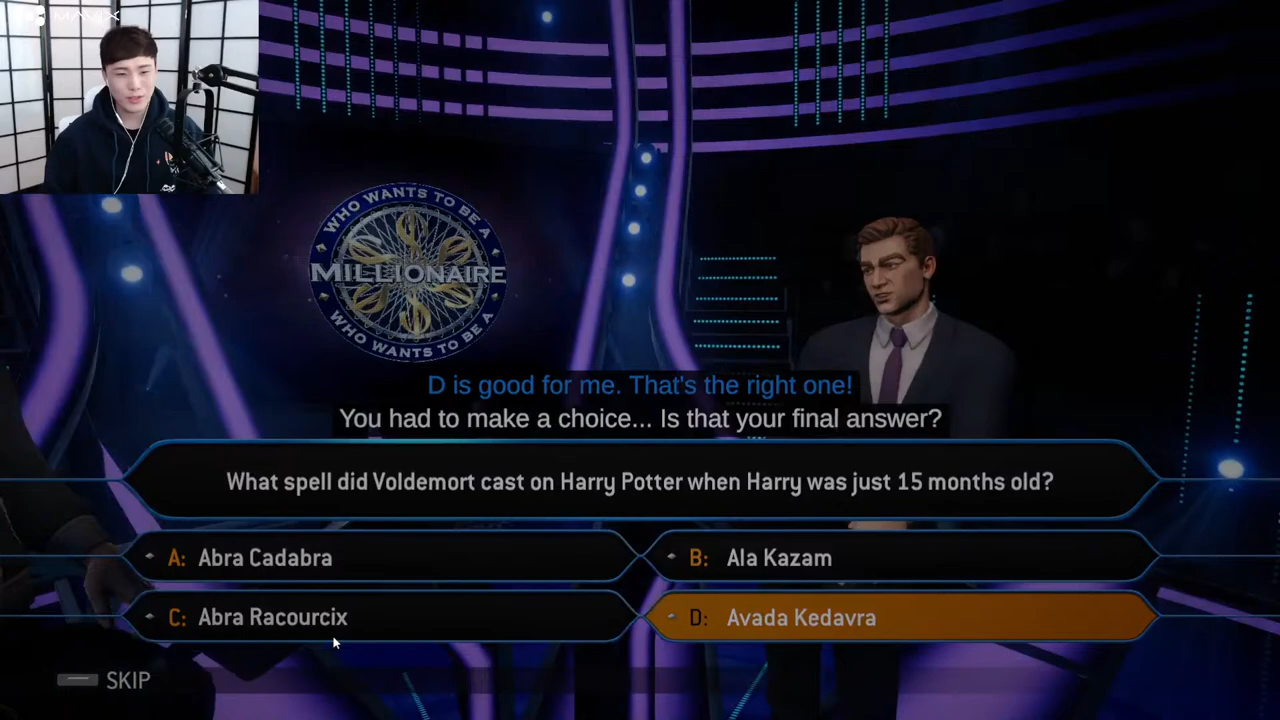 WHO WANTS TO BE A
MILLIONAIRE
WHO WANTS TO BE A
D is good for me. That's the right one!
You had to make a choice... Is that your final answer?
What spell did Voldemort cast on Harry Potter when Harry was just 15 months old?
A: Abra Cadabra
B: Ala Kazam
C: Abra Racourcix
D: Avada Kedavra
SKIP